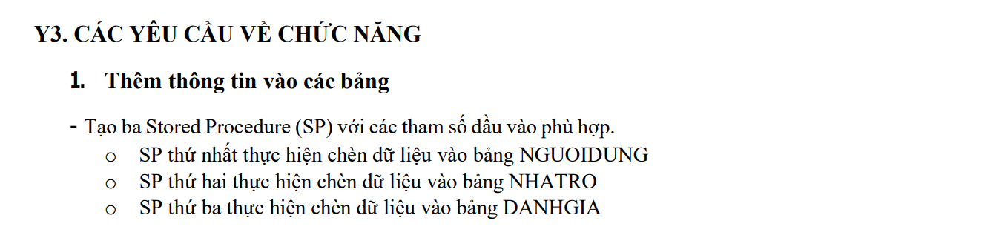 Y3. CÁC YÊU CẦU VỀ CHỨC NĂNG
1. Thêm thông tin vào các bảng
- Tạo ba Stored Procedure (SP) với các tham số đầu vào phù hợp.
o SP thứ nhất thực hiện chèn dữ liệu vào bảng NGUOIDUNG
o SP thứ hai thực hiện chèn dữ liệu vào bảng NHATRO
o SP thứ ba thực hiện chèn dữ liệu vào bảng DANHGIA